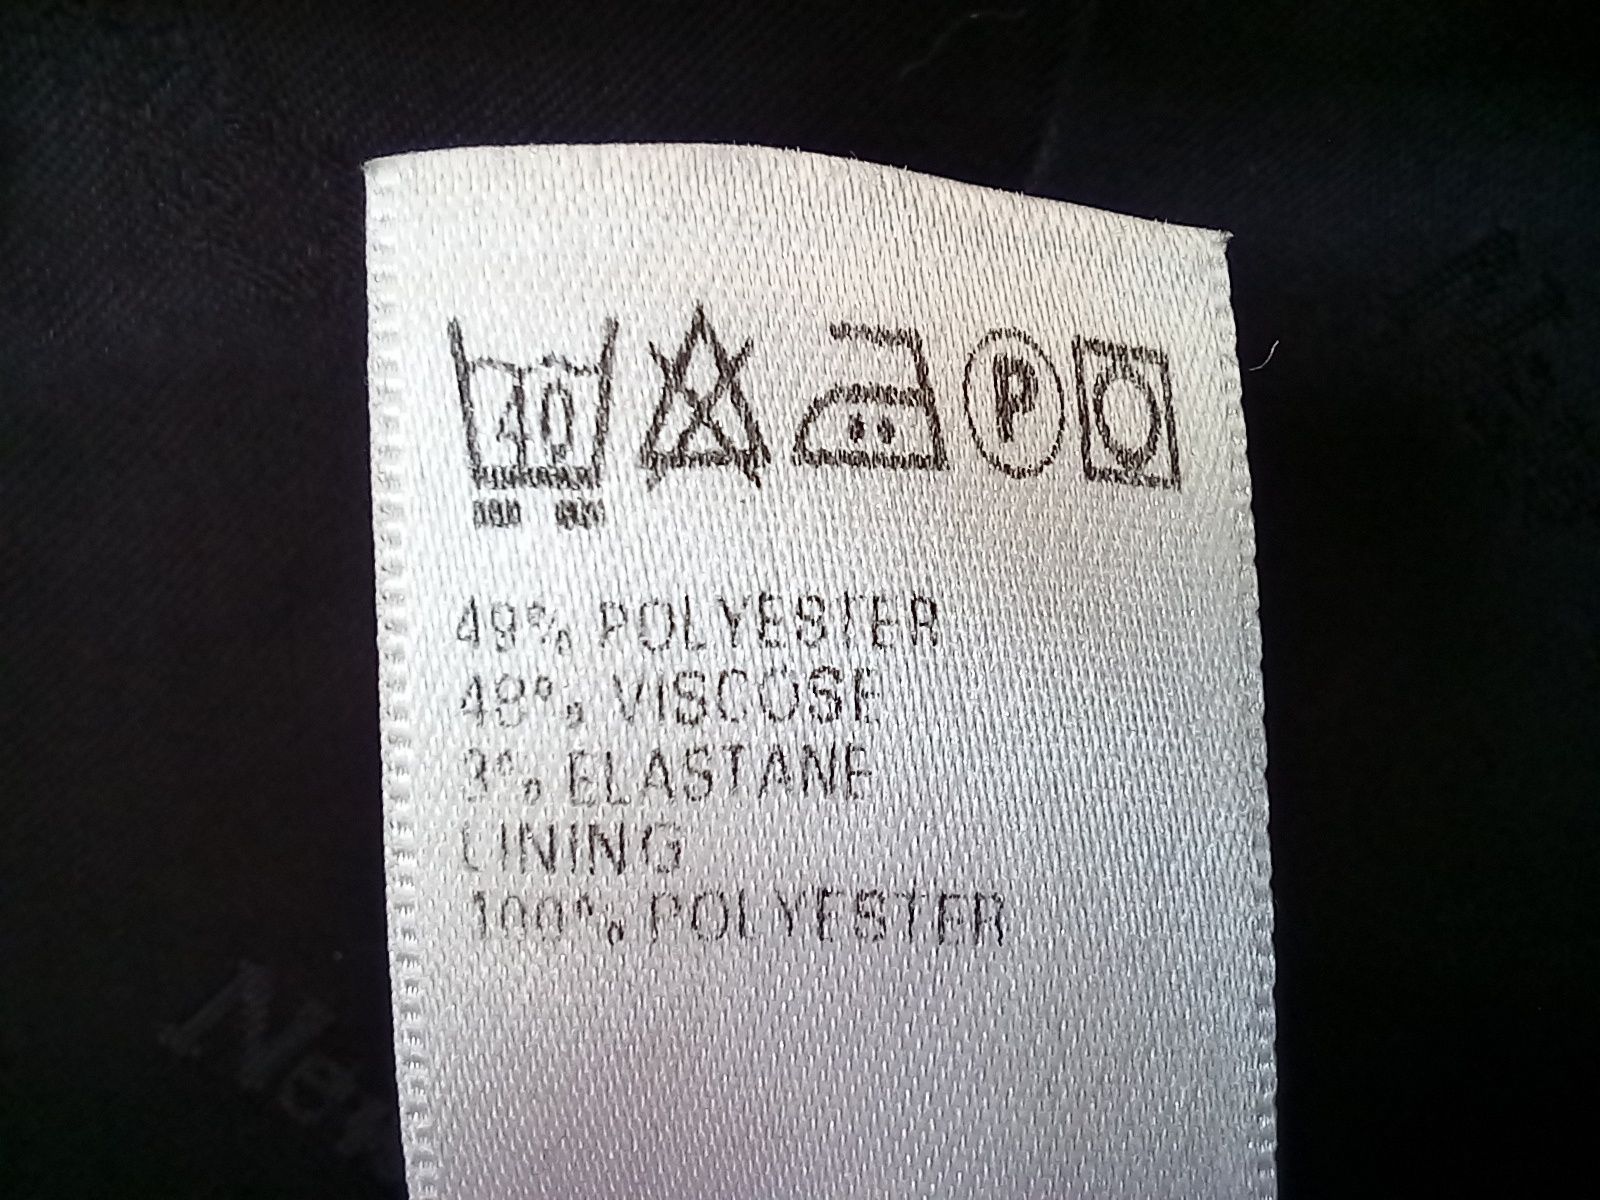 40 P
49% POLYESTER
48% VISCOSE
3% ELASTANE
LINING
100% POLYESTER